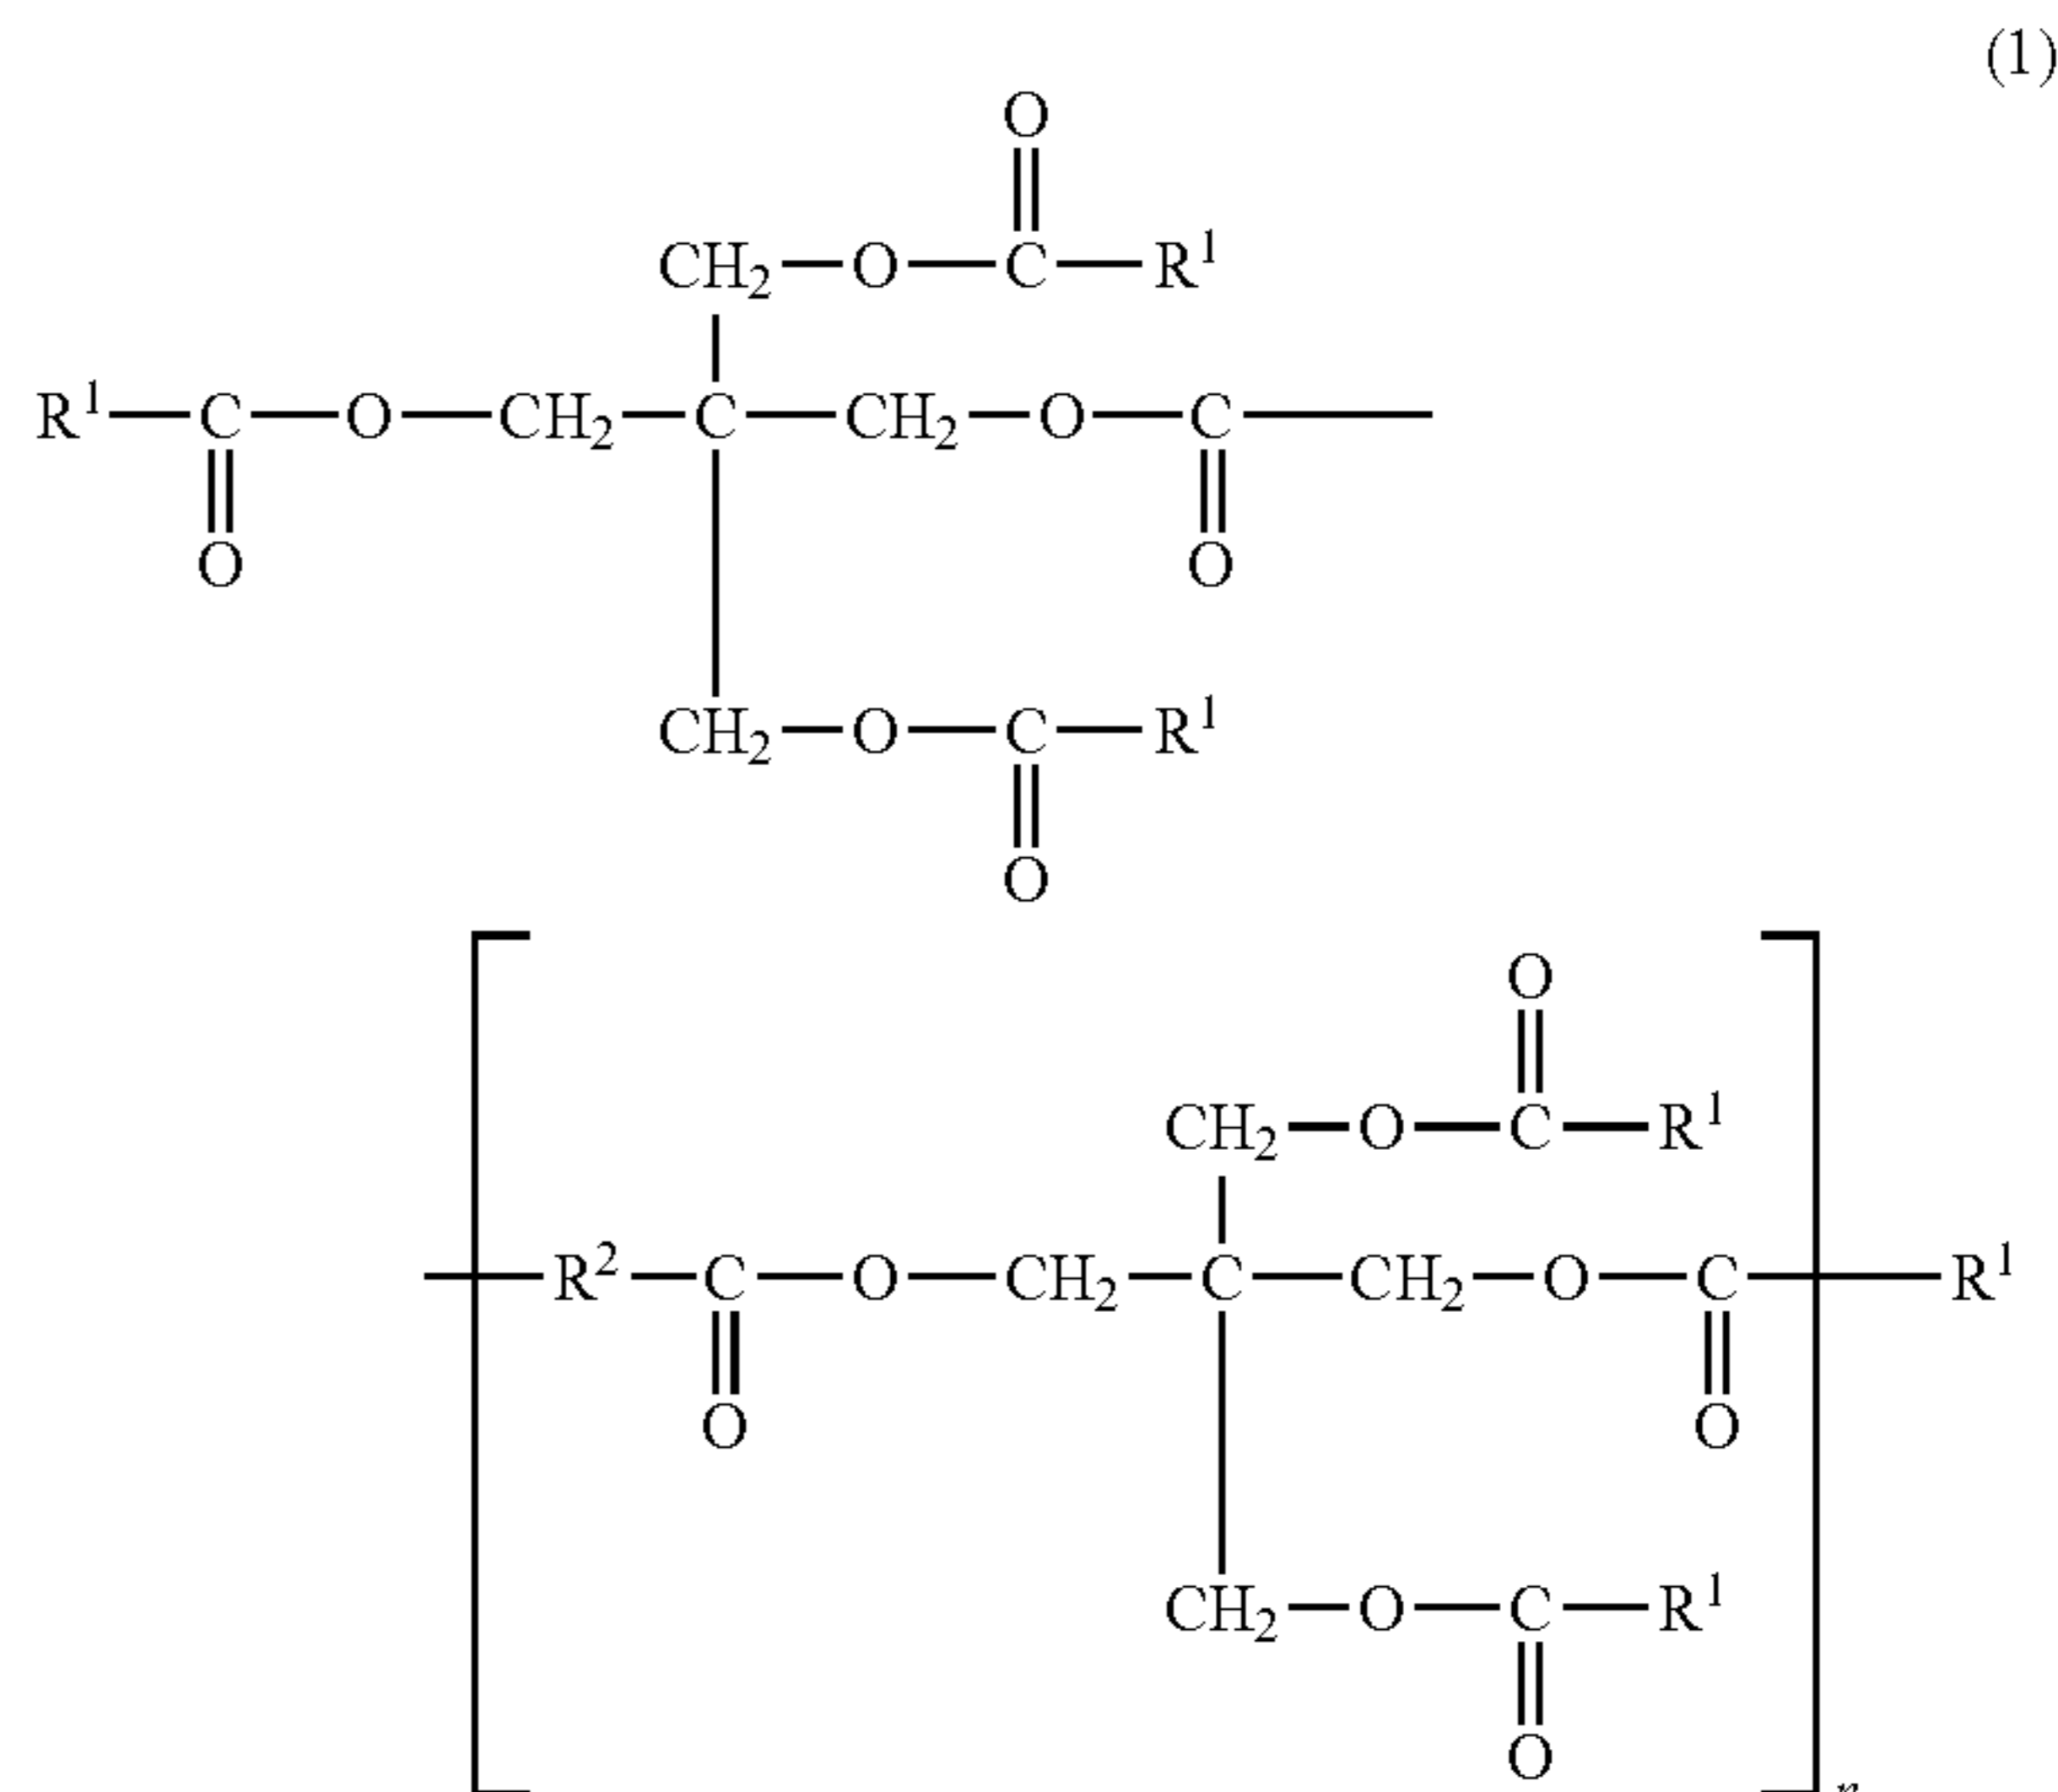 (1)
O
CH₂—O—C—R¹
R¹—C—O—CH₂—C—CH₂—O—C—
O O
CH₂—O—C—R¹
O
O
CH₂—O—C—R¹
—R²—C—O—CH₂—C—CH₂—O—C—R¹
O O
CH₂—O—C—R¹
O
n